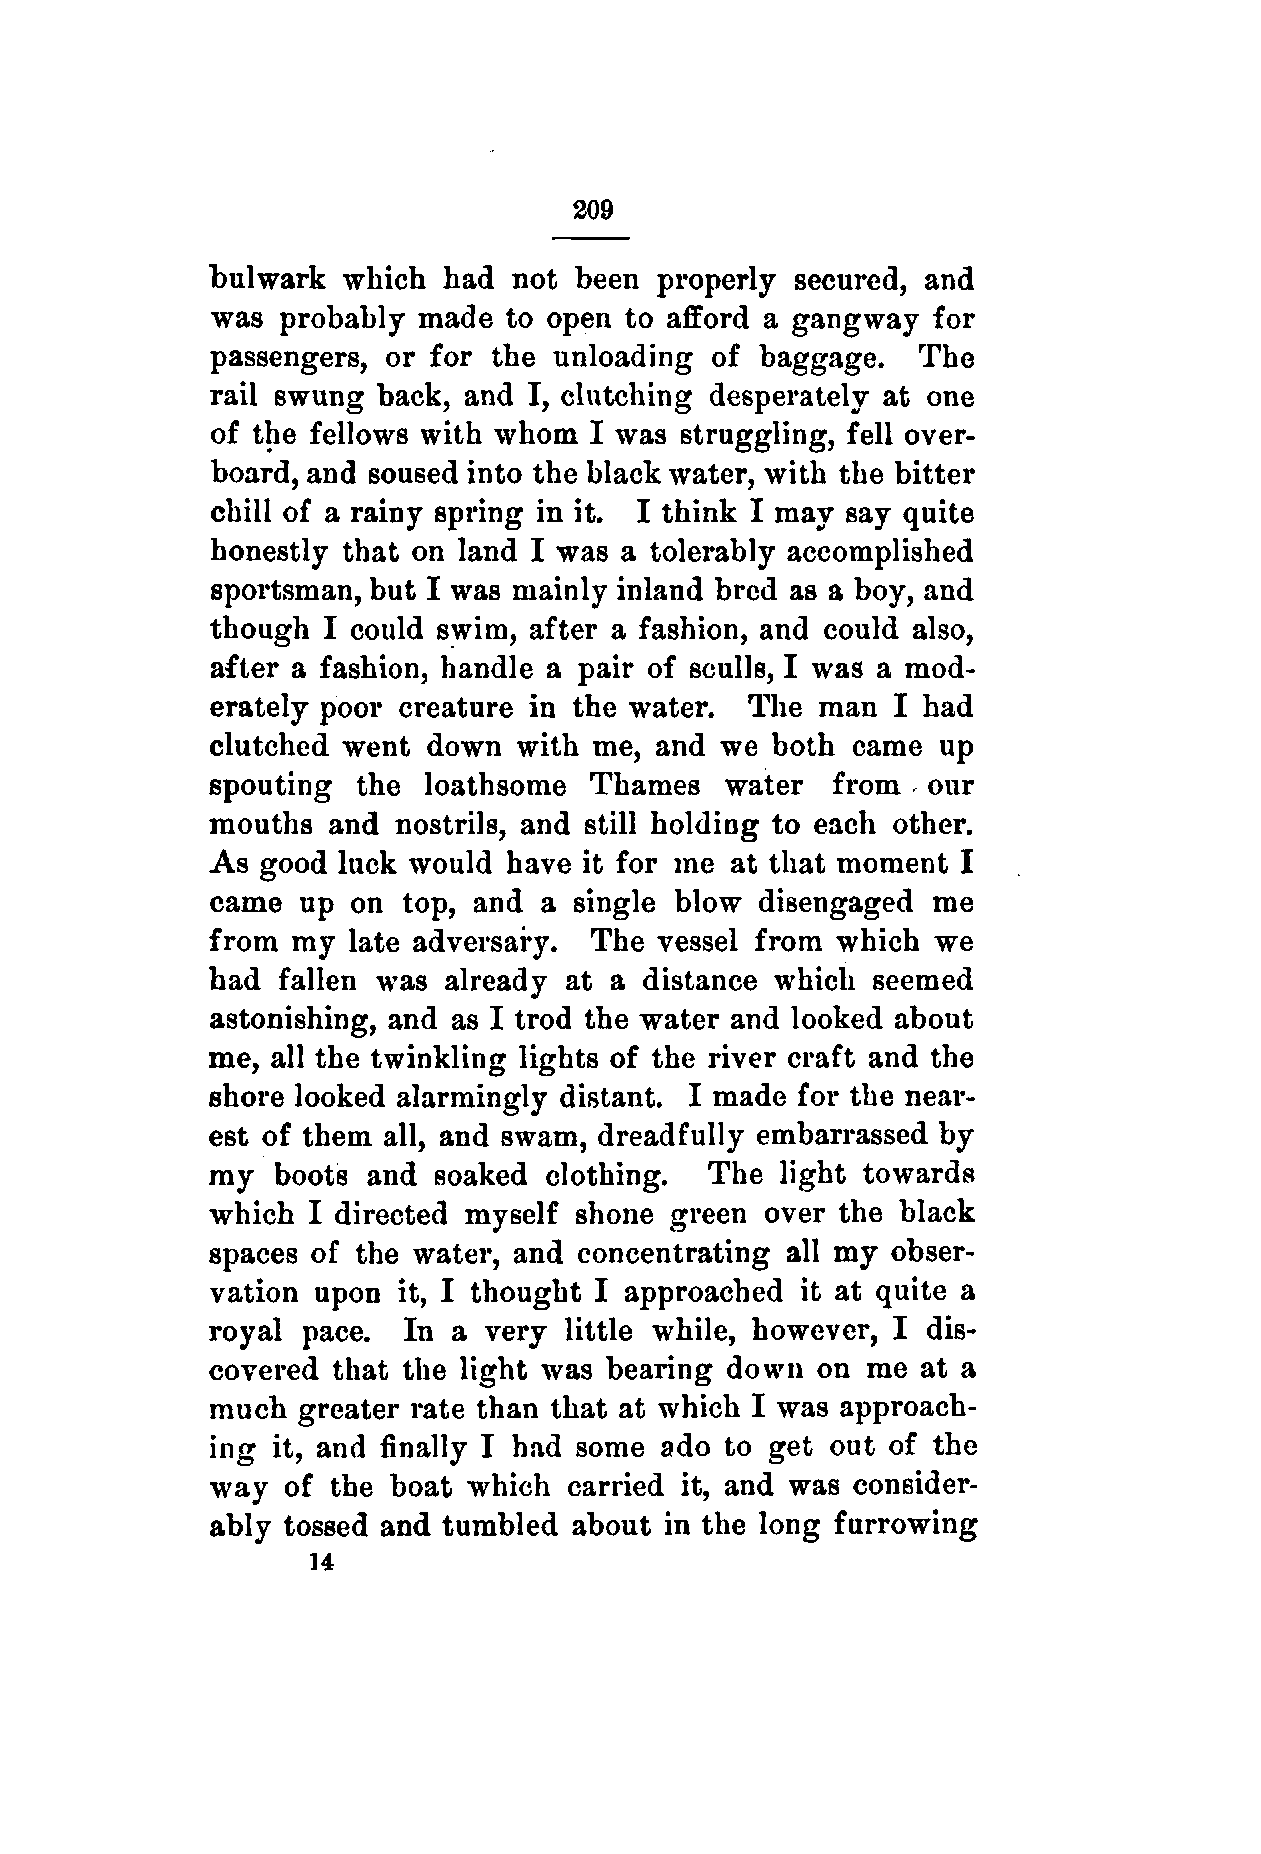 209
bulwark which had not been properly secured, and
was probably made to open to afford a gangway for
passengers, or for the unloading of baggage. The
rail swung back, and I, clutching desperately at one
of the fellows with whom I was struggling, fell over-
board, and soused into the black water, with the bitter
chill of a rainy spring in it. I think I may say quite
honestly that on land I was a tolerably accomplished
sportsman, but I was mainly inland bred as a boy, and
though I could swim, after a fashion, and could also,
after a fashion, handle a pair of sculls, I was a mod-
erately poor creature in the water. The man I had
clutched went down with me, and we both came up
spouting the loathsome Thames water from our
mouths and nostrils, and still holding to each other.
As good luck would have it for me at that moment I
came up on top, and a single blow disengaged me
from my late adversary. The vessel from which we
had fallen was already at a distance which seemed
astonishing, and as I trod the water and looked about
me, all the twinkling lights of the river craft and the
shore looked alarmingly distant. I made for the near-
est of them all, and swam, dreadfully embarrassed by
my boots and soaked clothing. The light towards
which I directed myself shone green over the black
spaces of the water, and concentrating all my obser-
vation upon it, I thought I approached it at quite a
royal pace. In a very little while, however, I dis-
covered that the light was bearing down on me at a
much greater rate than that at which I was approach-
ing it, and finally I had some ado to get out of the
way of the boat which carried it, and was consider-
ably tossed and tumbled about in the long furrowing
14